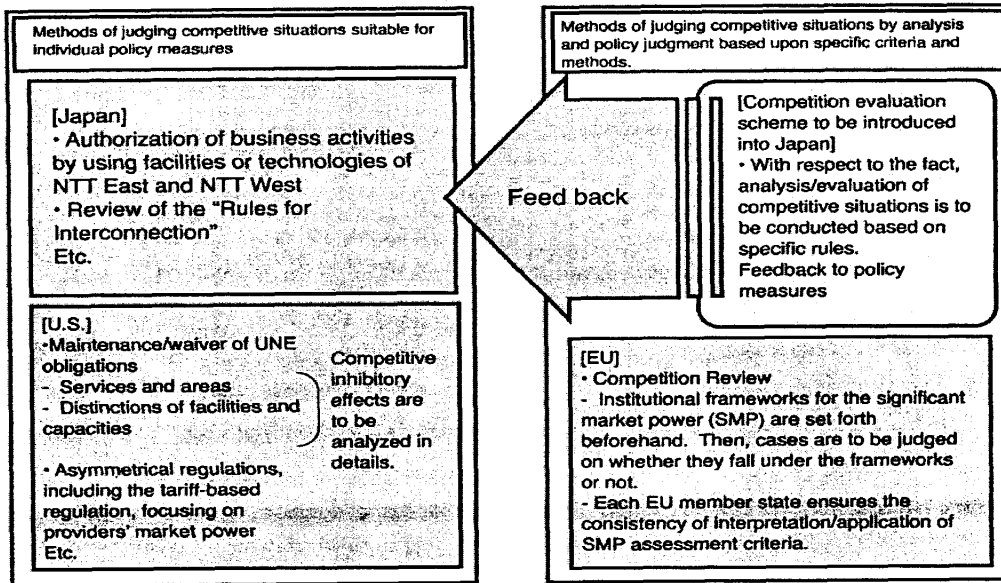 Methods of judging competitive situations suitable for
individual policy measures
[Japan]
• Authorization of business activities
by using facilities or technologies of
NTT East and NTT West
• Review of the "Rules for
Interconnection"
Etc.
[U.S.]
•Maintenance/waiver of UNE
obligations
- Services and areas
- Distinctions of facilities and
capacities
Competitive
inhibitory
effects are
to be
analyzed in
details.
• Asymmetrical regulations,
including the tariff-based
regulation, focusing on
providers' market power
Etc.
Feed back
Methods of judging competitive situations by analysis
and policy judgment based upon specific criteria and
methods.
[Competition evaluation
scheme to be introduced
into Japan]
• With respect to the fact,
analysis/evaluation of
competitive situations is to
be conducted based on
specific rules.
Feedback to policy
measures
[EU]
• Competition Review
- Institutional frameworks for the significant
market power (SMP) are set forth
beforehand. Then, cases are to be judged
on whether they fall under the frameworks
or not.
- Each EU member state ensures the
consistency of interpretation/application of
SMP assessment criteria.